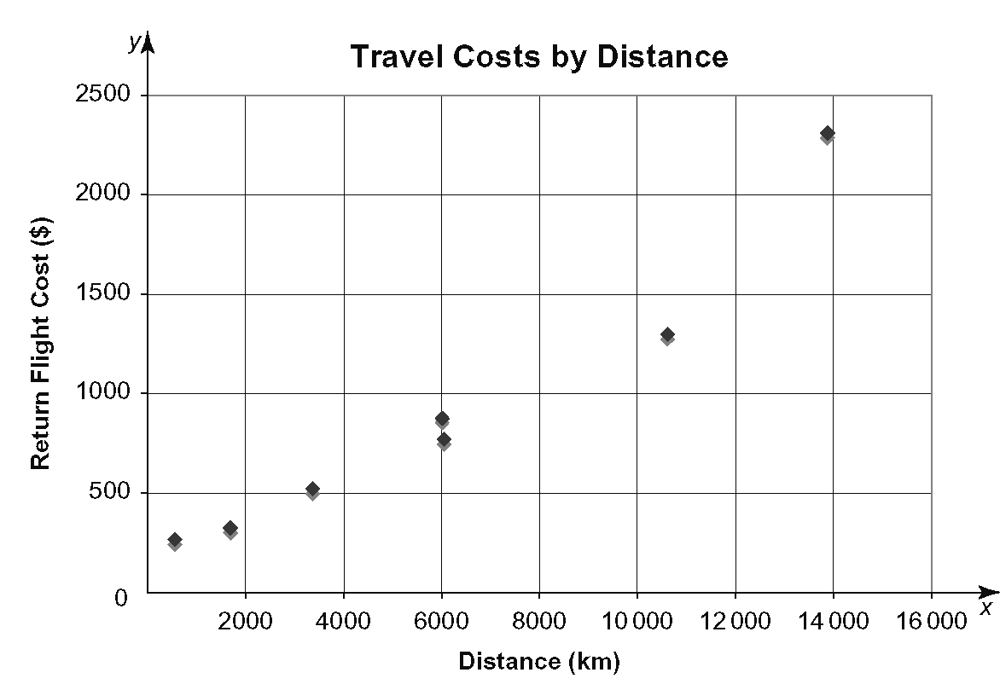 y
Travel Costs by Distance
2500
2000
1500
1000
500
0
Return Flight Cost ($)
2000 4000 6000 8000 10 000 12 000 14 000 16 000
x
Distance (km)